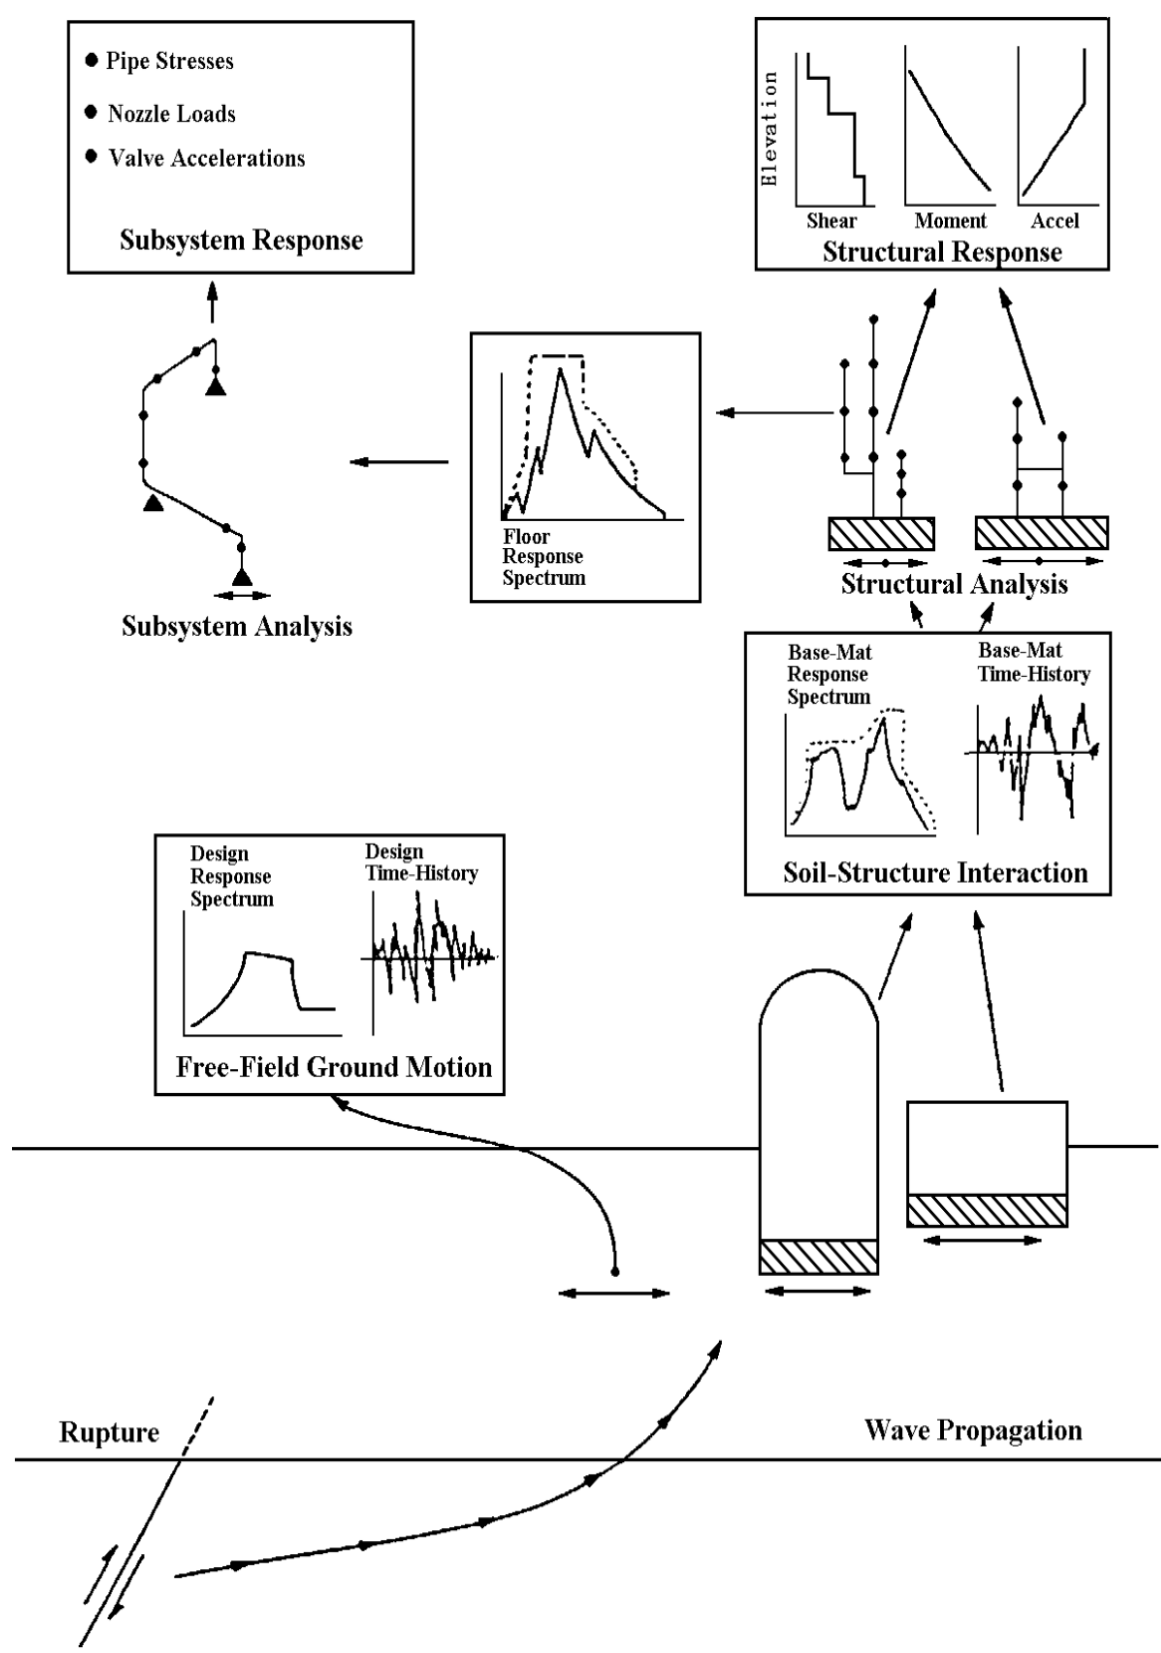 ● Pipe Stresses
● Nozzle Loads
● Valve Accelerations
Subsystem Response
Elevation
Shear
Moment
Accel
Structural Response
Floor
Response
Spectrum
Subsystem Analysis
Structural Analysis
Base-Mat
Response
Spectrum
Base-Mat
Time-History
Soil-Structure Interaction
Design
Response
Spectrum
Design
Time-History
Free-Field Ground Motion
Rupture
Wave Propagation